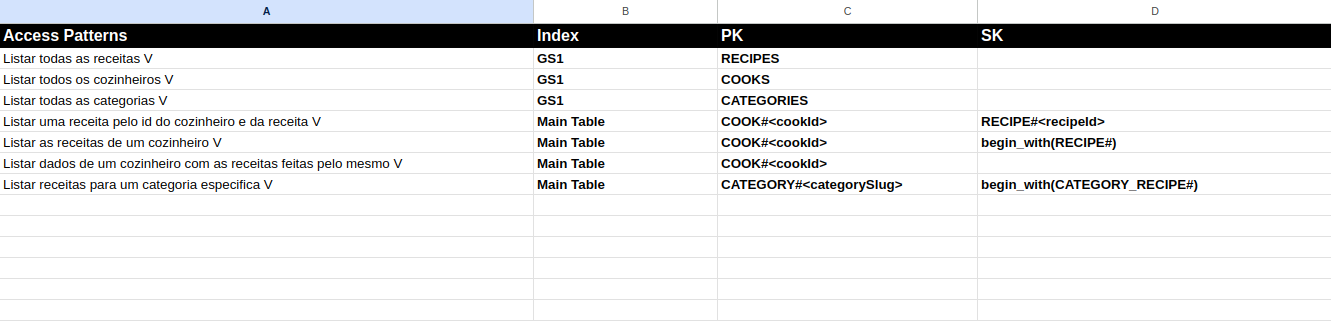 A B C D
Access Patterns Index PK SK
Listar todas as receitas V GS1 RECIPES
Listar todos os cozinheiros V GS1 COOKS
Listar todas as categorias V GS1 CATEGORIES
Listar uma receita pelo id do cozinheiro e da receita V Main Table COOK#<cookId> RECIPE#<recipeId>
Listar as receitas de um cozinheiro V Main Table COOK#<cookId> begin_with(RECIPE#)
Listar dados de um cozinheiro com as receitas feitas pelo mesmo V Main Table COOK#<cookId>
Listar receitas para um categoria especifica V Main Table CATEGORY#<categorySlug> begin_with(CATEGORY_RECIPE#)